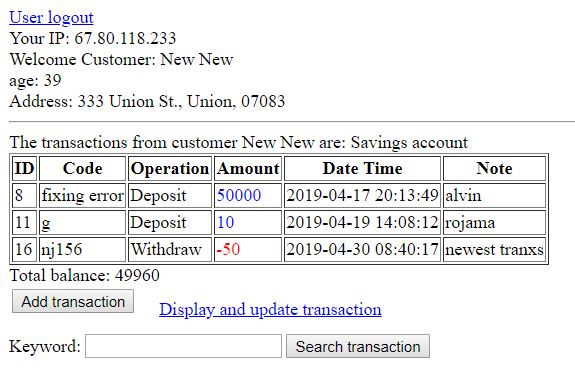 User logout
Your IP: 67.80.118.233
Welcome Customer: New New
age: 39
Address: 333 Union St., Union, 07083
The transactions from customer New New are: Savings account
ID Code Operation Amount Date Time Note
8 fixing error Deposit 50000 2019-04-17 20:13:49 alvin
11 g Deposit 10 2019-04-19 14:08:12 rojama
16 nj156 Withdraw -50 2019-04-30 08:40:17 newest tranxs
Total balance: 49960
Add transaction Display and update transaction
Keyword: Search transaction